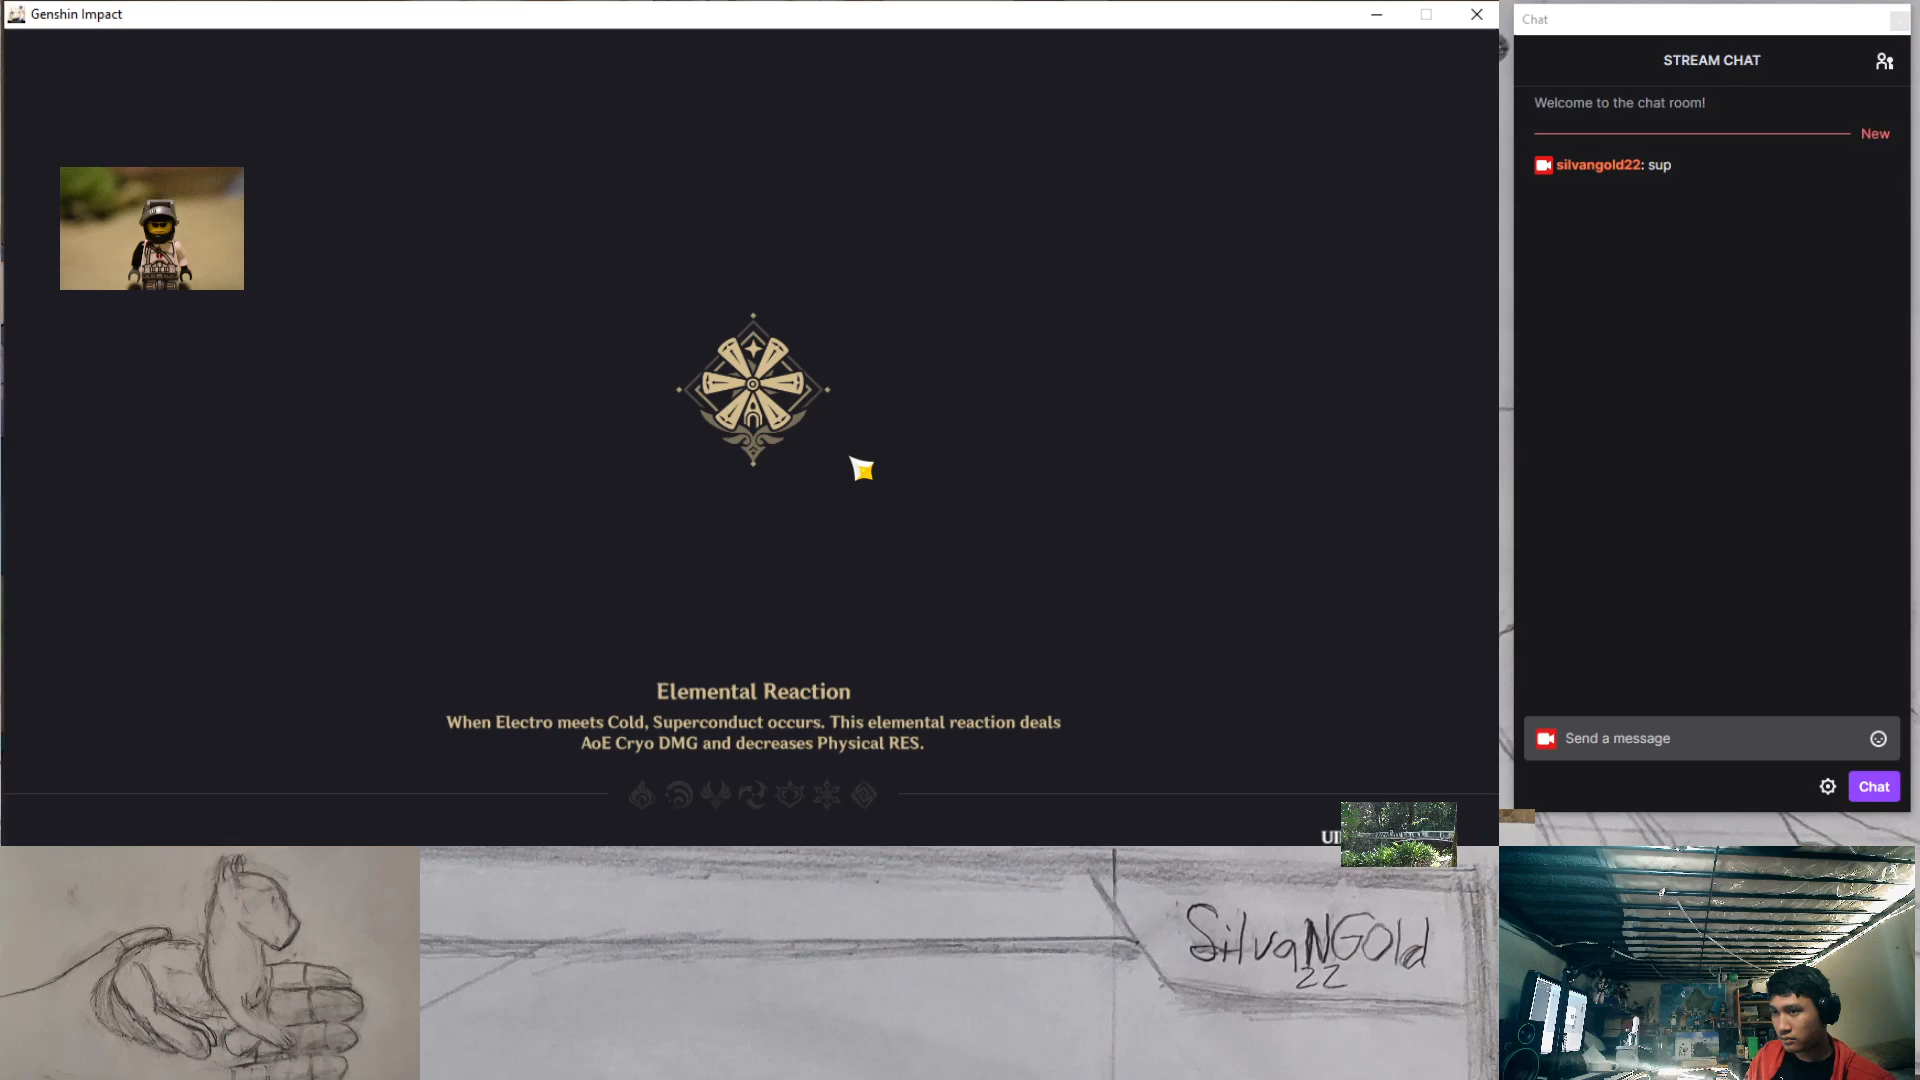 Genshin Impact
Chat
STREAM CHAT
Welcome to the chat room!
New
silvangold22: sup
Elemental Reaction
When Electro meets Cold, Superconduct occurs. This elemental reaction deals
AoE Cryo DMG and decreases Physical RES.
Send a message
Chat
SilvaNGOld
22